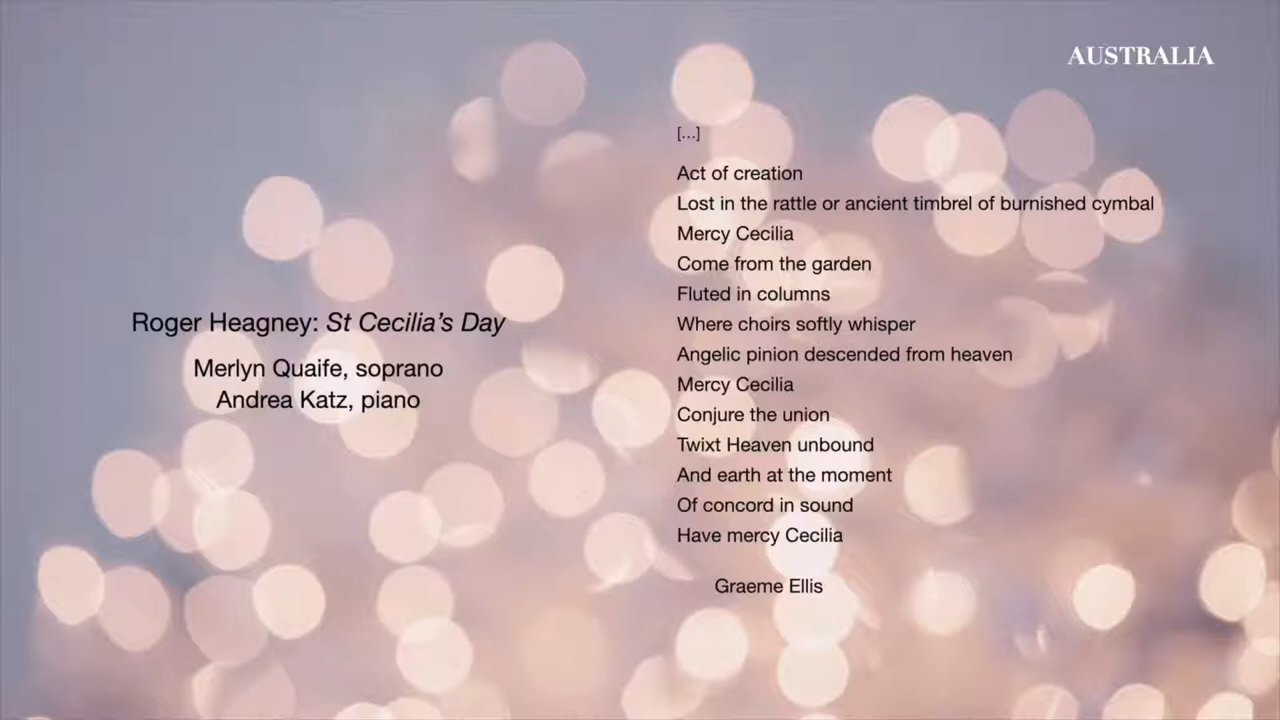 AUSTRALIA
Roger Heagney: St Cecilia’s Day
Merlyn Quaife, soprano
Andrea Katz, piano
[...]
Act of creation
Lost in the rattle or ancient timbrel of burnished cymbal
Mercy Cecilia
Come from the garden
Fluted in columns
Where choirs softly whisper
Angelic pinion descended from heaven
Mercy Cecilia
Conjure the union
Twixt Heaven unbound
And earth at the moment
Of concord in sound
Have mercy Cecilia
Graeme Ellis